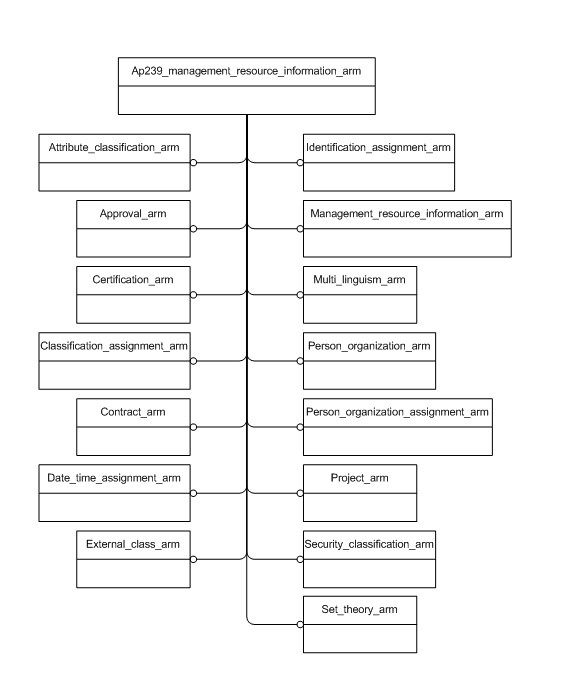 Ap239_management_resource_information_arm
Attribute_classification_arm
Identification_assignment_arm
Approval_arm
Management_resource_information_arm
Certification_arm
Multi_linguism_arm
Classification_assignment_arm
Person_organization_arm
Contract_arm
Person_organization_assignment_arm
Date_time_assignment_arm
Project_arm
External_class_arm
Security_classification_arm
Set_theory_arm